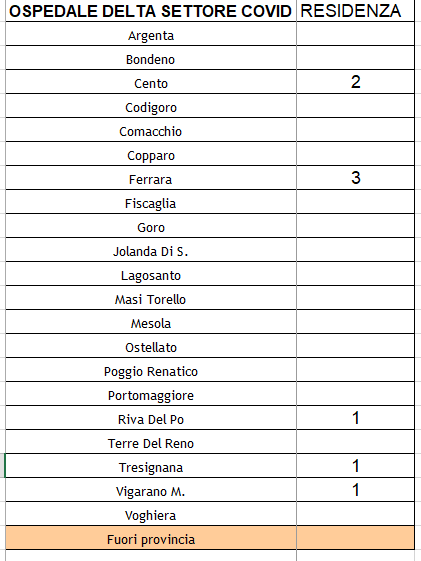 OSPEDALE DELTA SETTORE COVID RESIDENZA
Argenta
Bondeno
Cento 2
Codigoro
Comacchio
Copparo
Ferrara 3
Fiscaglia
Goro
Jolanda Di S.
Lagosanto
Masi Torello
Mesola
Ostellato
Poggio Renatico
Portomaggiore
Riva Del Po 1
Terre Del Reno
Tresignana 1
Vigarano M. 1
Voghiera
Fuori provincia